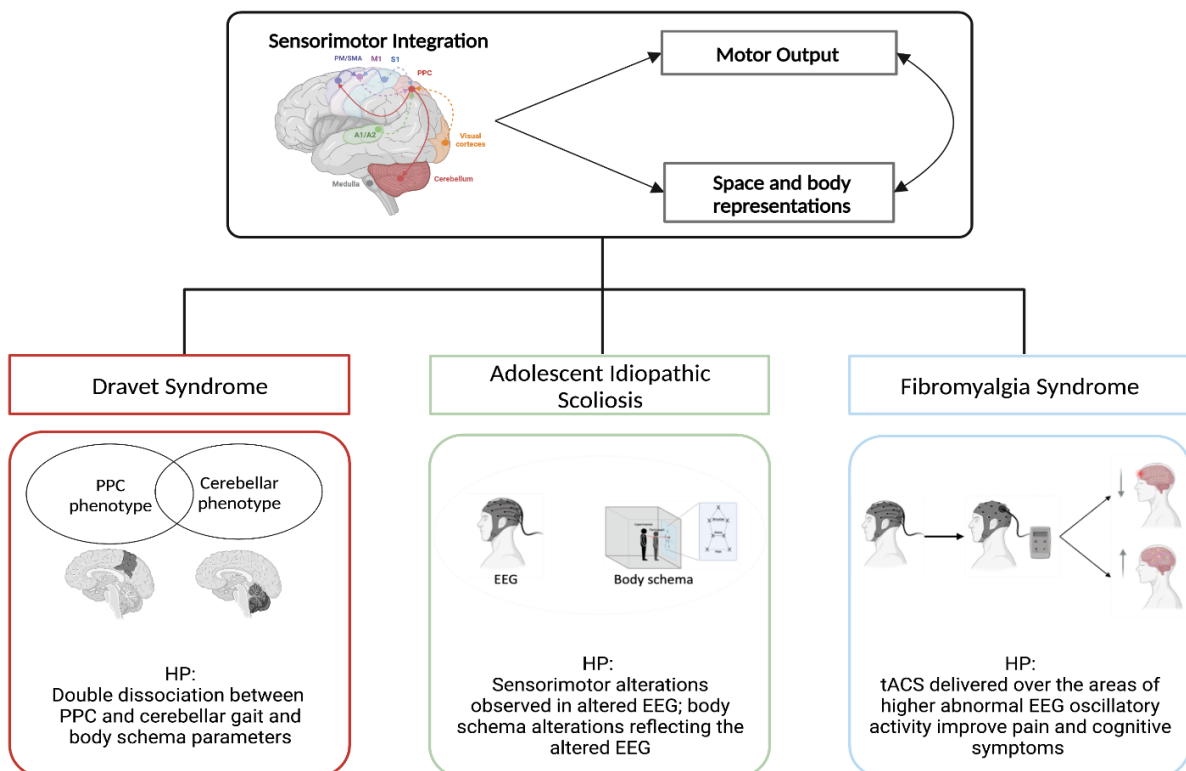 Sensorimotor Integration
PM/SMA M1 S1
PPC
A1/A2
Visual
corteces
Medulla
Cerebellum
Motor Output
Space and body
representations
Dravet Syndrome
PPC
phenotype
Cerebellar
phenotype
HP:
Double dissociation between
PPC and cerebellar gait and
body schema parameters
Adolescent Idiopathic
Scoliosis
EEG
Body schema
HP:
Sensorimotor alterations
observed in altered EEG; body
schema alterations reflecting the
altered EEG
Fibromyalgia Syndrome
HP:
tACS delivered over the areas of
higher abnormal EEG oscillatory
activity improve pain and cognitive
symptoms